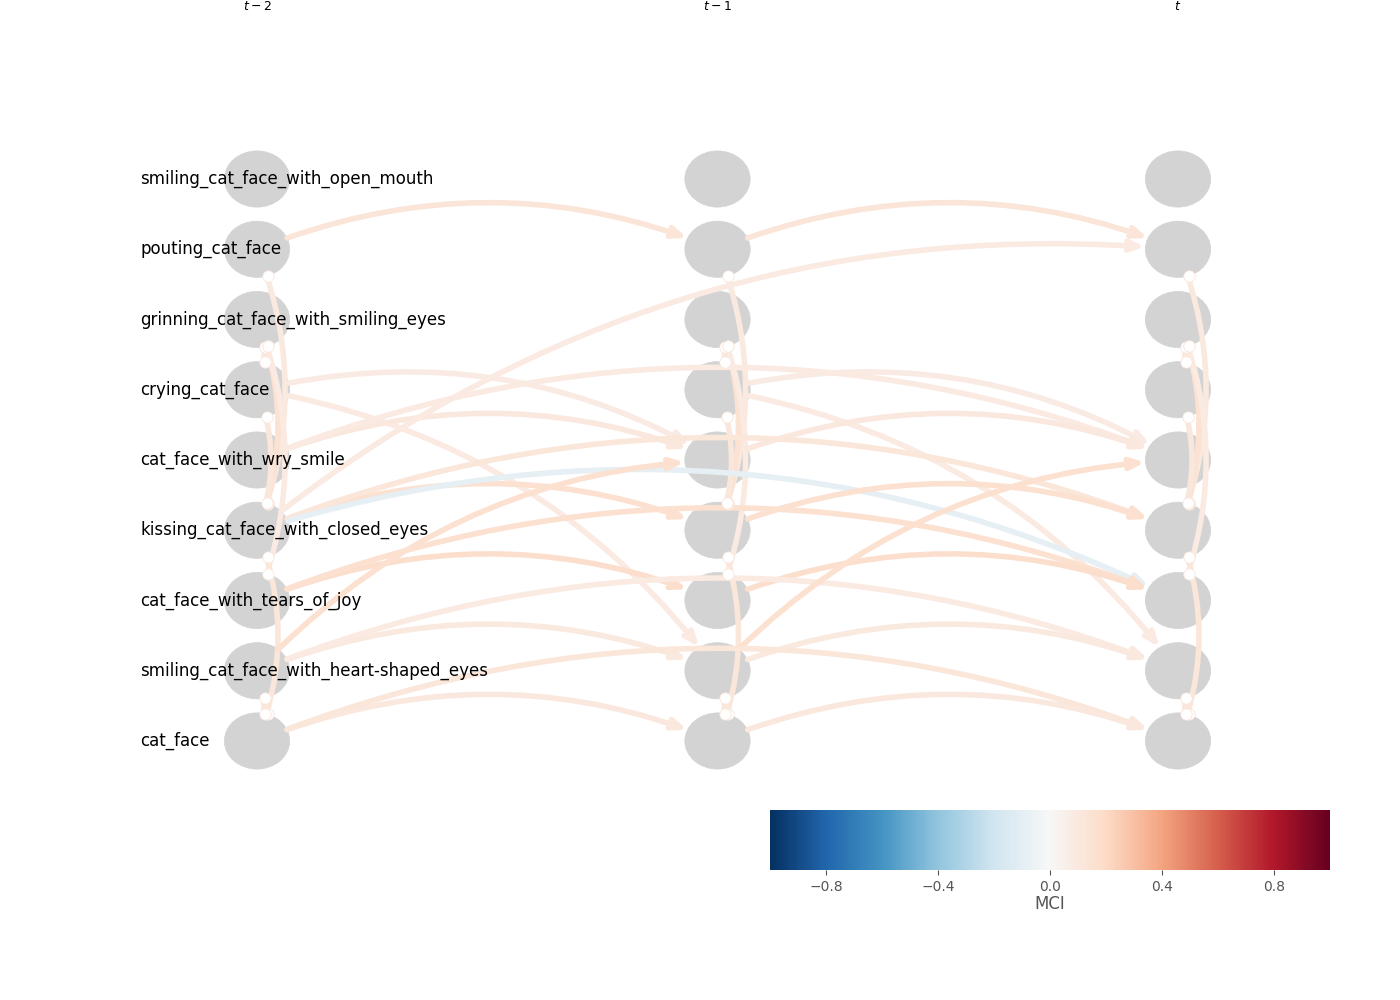 t − 2 t − 1 t
smiling_cat_face_with_open_mouth
pouting_cat_face
grinning_cat_face_with_smiling_eyes
crying_cat_face
cat_face_with_wry_smile
kissing_cat_face_with_closed_eyes
cat_face_with_tears_of_joy
smiling_cat_face_with_heart-shaped_eyes
cat_face
−0.8 −0.4 0.0 0.4 0.8
MCI